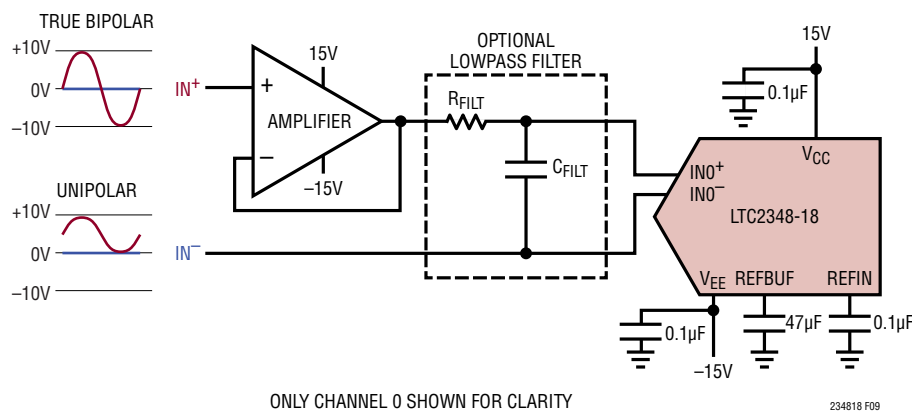 TRUE BIPOLAR
+10V
0V
–10V
IN+
UNIPOLAR
+10V
0V
–10V
IN–
15V
+
AMPLIFIER
–
–15V
OPTIONAL
LOWPASS FILTER
RFILT
CFILT
15V
0.1µF
VCC
IN0+
IN0–
LTC2348-18
VEE REFBUF REFIN
0.1µF
47µF
0.1µF
–15V
ONLY CHANNEL 0 SHOWN FOR CLARITY
234818 F09